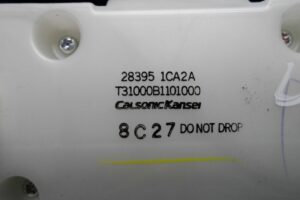 28395 1CA2A
T31000B1101000
CalsonicKansei
8C27 DO NOT DROP